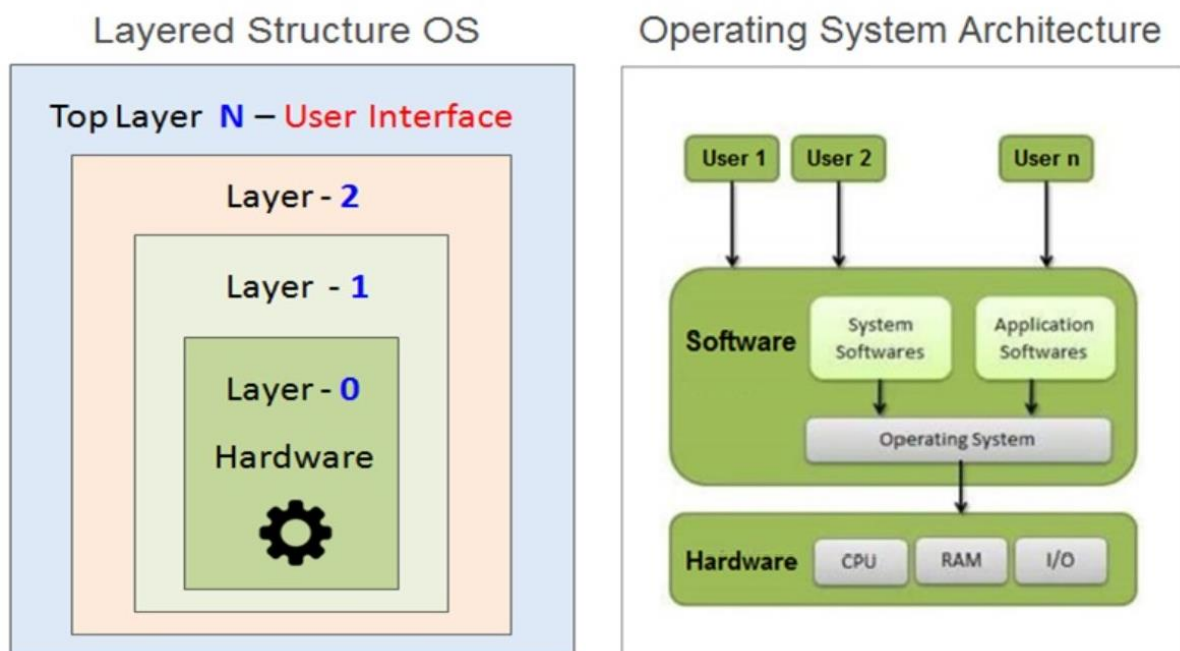 Layered Structure OS
Top Layer N – User Interface
Layer - 2
Layer - 1
Layer - 0
Hardware
Operating System Architecture
User 1
User 2
User n
Software
System
Softwares
Application
Softwares
Operating System
Hardware
CPU
RAM
I/O